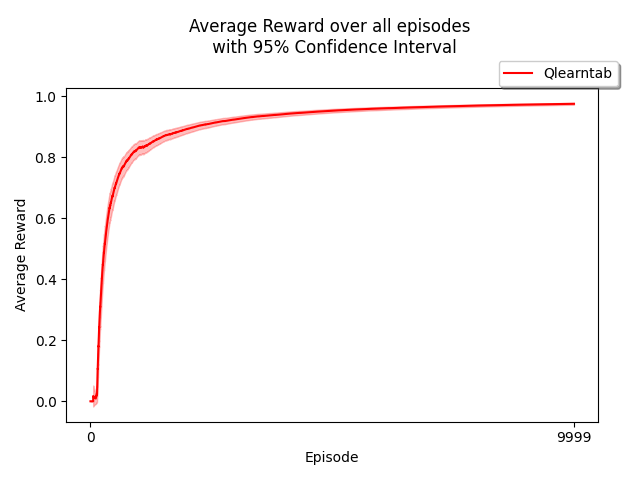 Average Reward over all episodes
with 95% Confidence Interval
Qlearntab
1.0
0.8
0.6
0.4
0.2
0.0
Average Reward
0
9999
Episode